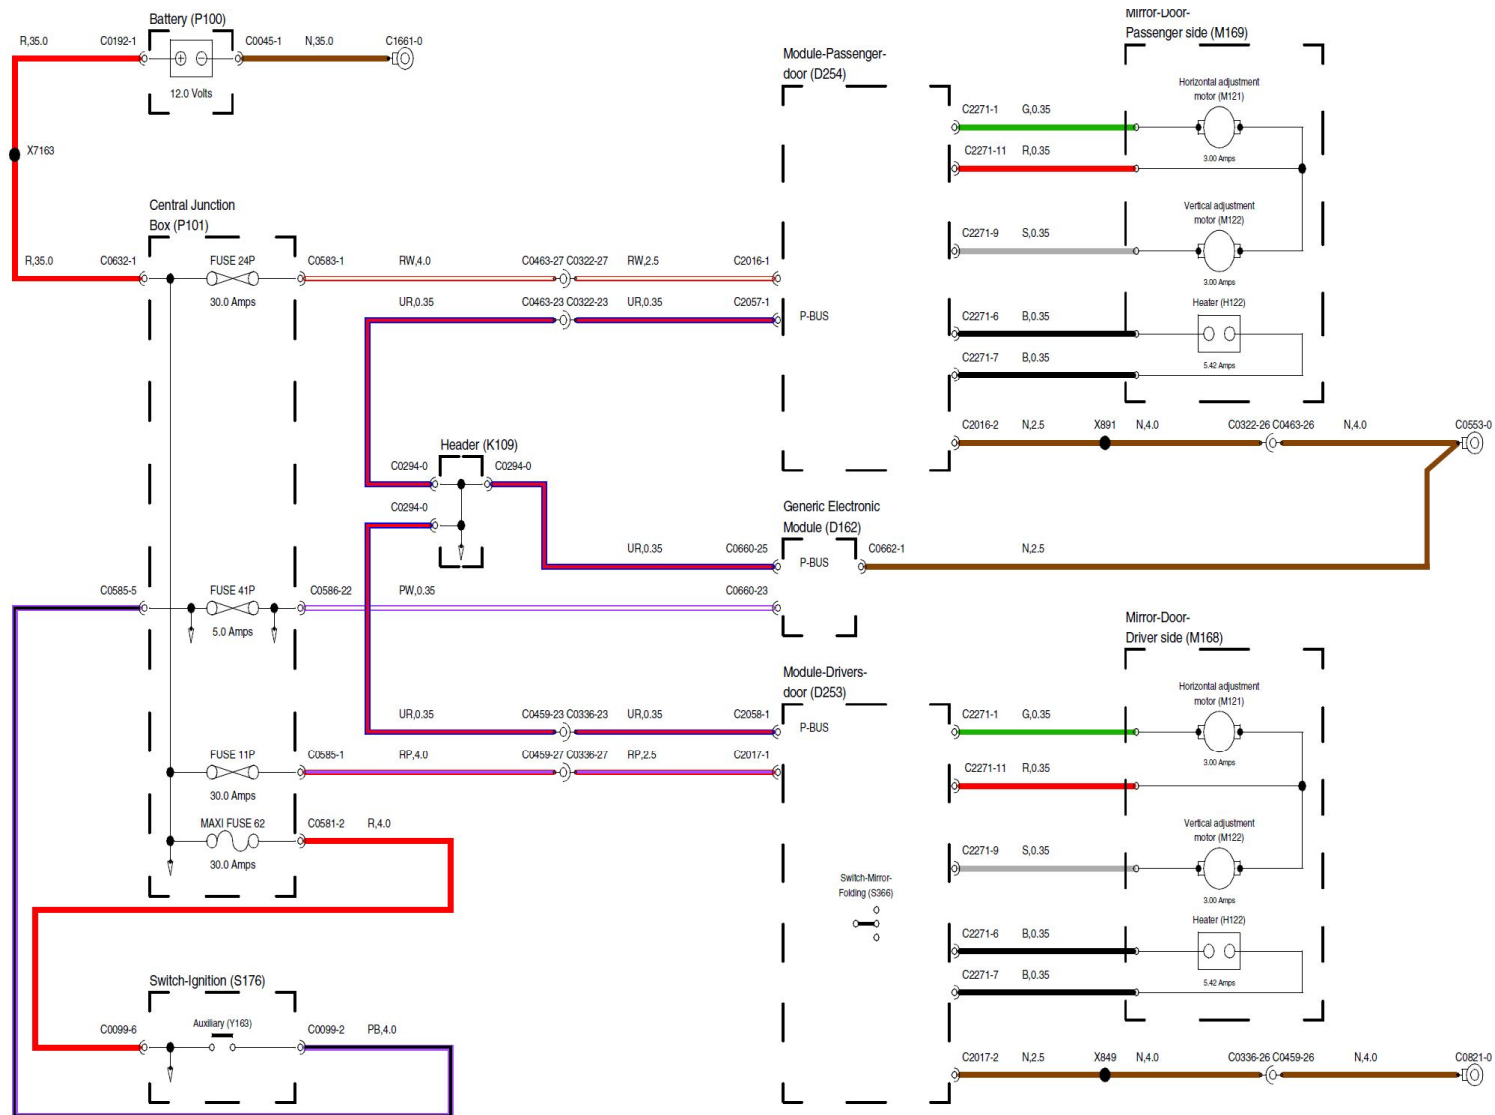 Battery (P100)
R,35.0 C0192-1 C0045-1 N,35.0 C1661-0
12.0 Volts
X7163
Central Junction
Box (P101)
R,35.0 C0632-1 FUSE 24P C0583-1 RW,4.0 C0463-27 C0322-27 RW,2.5 C2016-1
30.0 Amps
UR,0.35 C0463-23 C0322-23 UR,0.35 C2057-1 P-BUS
Module-Passenger-
door (D254)
Mirror-Door-
Passenger side (M169)
Horizontal adjustment
motor (M121)
C2271-1 G,0.35
3.00 Amps
C2271-11 R,0.35
Vertical adjustment
motor (M122)
C2271-9 S,0.35
3.00 Amps
Heater (H122)
C2271-6 B,0.35
5.42 Amps
C2271-7 B,0.35
C2016-2 N,2.5 X891 N,4.0 C0322-26 C0463-26 N,4.0 C0553-0
Header (K109)
C0294-0 C0294-0
C0294-0
Generic Electronic
Module (D162)
UR,0.35 C0660-25 P-BUS C0662-1 N,2.5
C0585-5 FUSE 41P C0586-22 PW,0.35 C0660-23
5.0 Amps
Module-Drivers-
door (D253)
UR,0.35 C0459-23 C0336-23 UR,0.35 C2058-1 P-BUS
FUSE 11P C0585-1 RP,4.0 C0459-27 C0336-27 RP,2.5 C2017-1
30.0 Amps
MAXI FUSE 62 C0581-2 R,4.0
30.0 Amps
Mirror-Door-
Driver side (M168)
Horizontal adjustment
motor (M121)
C2271-1 G,0.35
3.00 Amps
C2271-11 R,0.35
Vertical adjustment
motor (M122)
C2271-9 S,0.35
3.00 Amps
Switch-Mirror-
Folding (S366)
Heater (H122)
C2271-6 B,0.35
5.42 Amps
C2271-7 B,0.35
Switch-Ignition (S176)
Auxiliary (Y163)
C0099-6 C0099-2 PB,4.0
C2017-2 N,2.5 X849 N,4.0 C0336-26 C0459-26 N,4.0 C0821-0